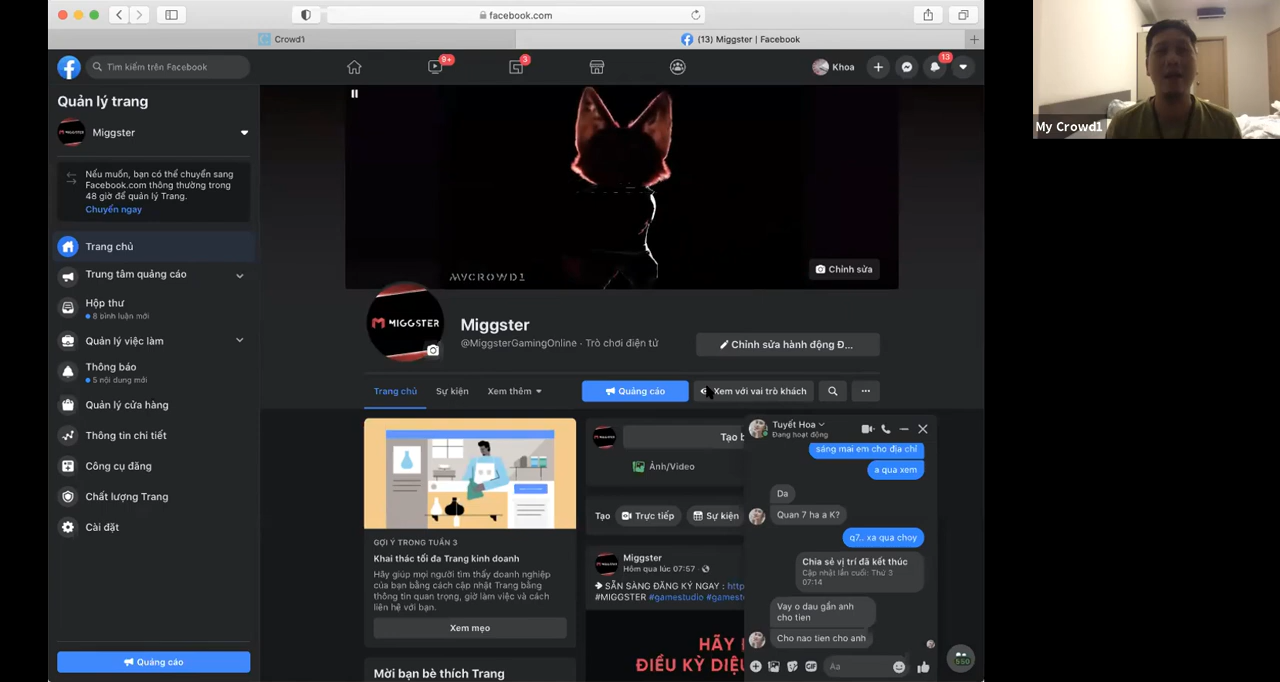 facebook.com
Crowd1
(13) Miggster | Facebook
Tìm kiếm trên Facebook
9+
3
Khoa
13
Quản lý trang
Miggster
Nếu muốn, bạn có thể chuyển sang
Facebook.com thông thường trong
48 giờ để quản lý Trang.
Chuyển ngay
Trang chủ
Trung tâm quảng cáo
Hộp thư
8 bình luận mới
Quản lý việc làm
Thông báo
5 nội dung mới
Quản lý cửa hàng
Thông tin chi tiết
Công cụ đăng
Chất lượng Trang
Cài đặt
Quảng cáo
MYCROWD1
Chỉnh sửa
MIGGSTER
Miggster
@MiggsterGamingOnline · Trò chơi điện tử
Chỉnh sửa hành động Đ...
Trang chủ
Sự kiện
Xem thêm
Quảng cáo
Xem với vai trò khách
GỢI Ý TRONG TUẦN 3
Khai thác tối đa Trang kinh doanh
Hãy giúp mọi người tìm thấy doanh nghiệp
của bạn bằng cách cập nhật Trang bằng
thông tin quan trọng, giờ làm việc và cách
liên hệ với bạn.
Xem mẹo
Mời bạn bè thích Trang
Tạo b
Ảnh/Video
Tạo
Trực tiếp
Sự kiện
Miggster
Hôm qua lúc 07:57
SẴN SÀNG ĐĂNG KÝ NGAY : http
#MIGGSTER #gamestudio #gamest
HÃY
ĐIỀU KỲ DIỆU
Tuyết Hoa
Đang hoạt động
sáng mai em cho địa chỉ
a qua xem
Da
Quan 7 ha a K?
q7.. xa qua choy
Chia sẻ vị trí đã kết thúc
Cập nhật lần cuối: Thứ 3
07:14
Vay o dau gần anh
cho tien
Cho nao tien cho anh
GIF
Aa
My Crowd1